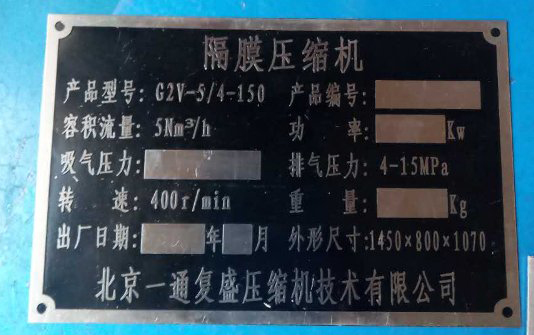 隔膜压缩机
产品型号: G2V-5/4-150 产品编号:
容积流量: 5Nm³/h 功 率: Kw
吸气压力: 排气压力: 4-15MPa
转 速: 400r/min 重 量: Kg
出厂日期: 年 月 外形尺寸:1450×800×1070
北京一通复盛压缩机技术有限公司